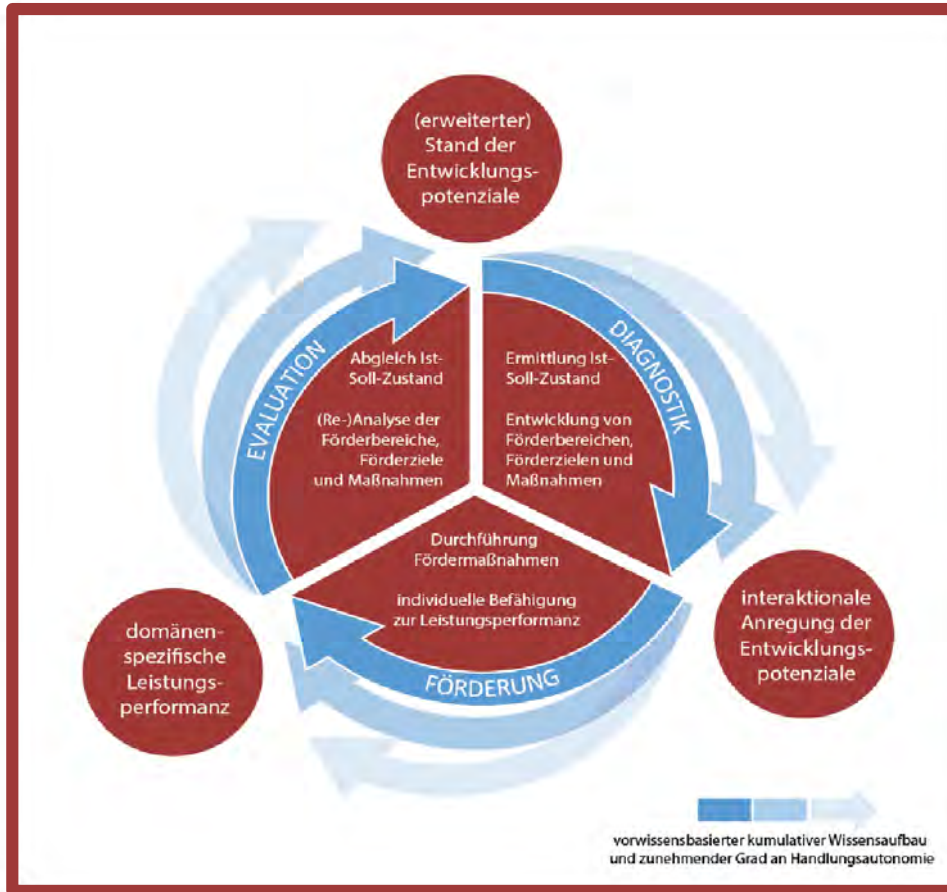 (erweiterter)
Stand der
Entwicklungs-
potenziale
EVALUATION
DIAGNOSTIK
Abgleich Ist-
Soll-Zustand
(Re-)Analyse der
Förderbereiche,
Förderziele
und Maßnahmen
Ermittlung Ist-
Soll-Zustand
Entwicklung von
Förderbereichen,
Förderzielen und
Maßnahmen
Durchführung
Fördermaßnahmen
individuelle Befähigung
zur Leistungsperformanz
FÖRDERUNG
domänen-
spezifische
Leistungs-
performanz
interaktionale
Anregung der
Entwicklungs-
potenziale
vorwissensbasierter kumulativer Wissensaufbau
und zunehmender Grad an Handlungsautonomie